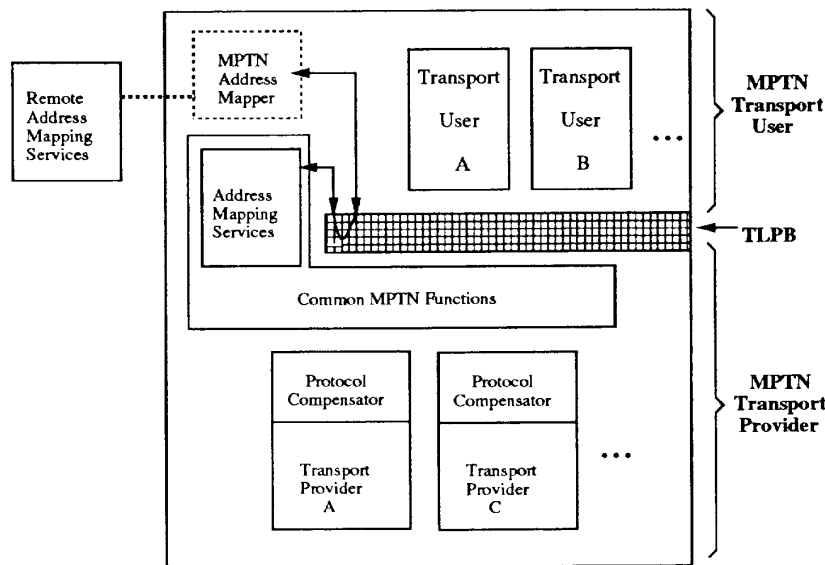 Remote
Address
Mapping
Services
MPTN
Address
Mapper
Transport
User
A
Transport
User
B
...
MPTN
Transport
User
Address
Mapping
Services
TLPB
Common MPTN Functions
Protocol
Compensator
Transport
Provider
A
Protocol
Compensator
Transport
Provider
C
...
MPTN
Transport
Provider